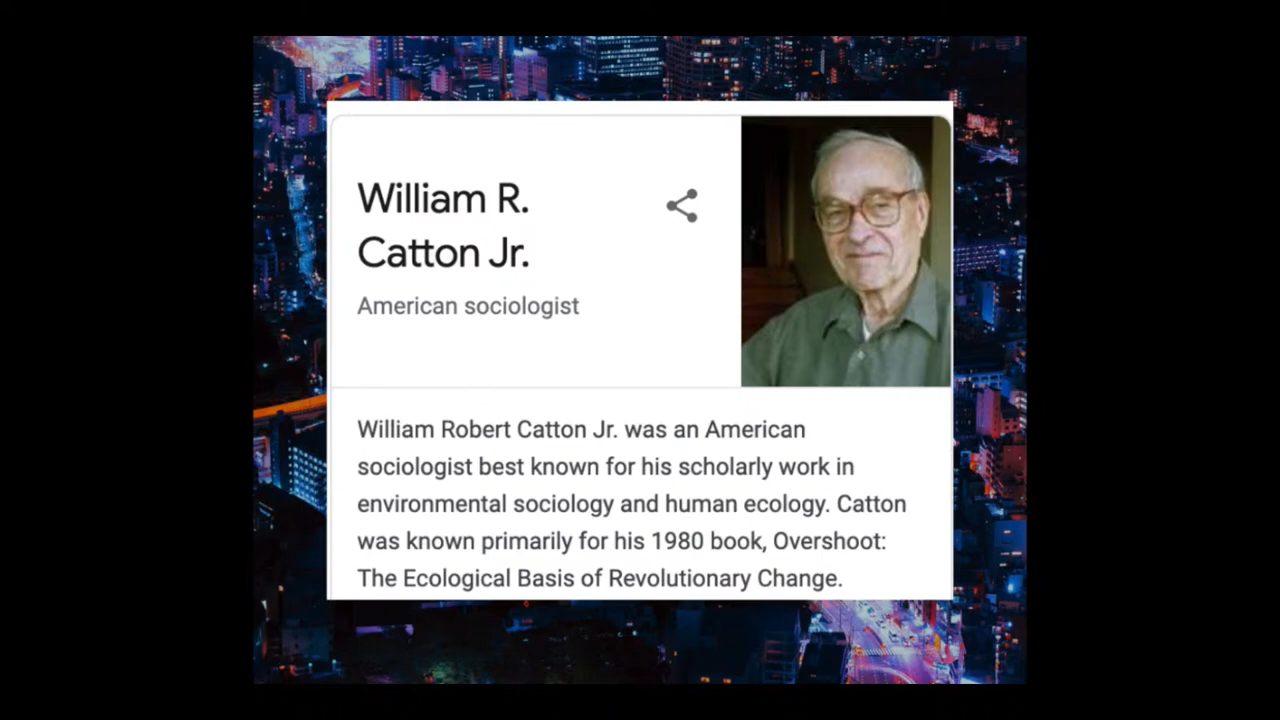 William R.
Catton Jr.
American sociologist
William Robert Catton Jr. was an American
sociologist best known for his scholarly work in
environmental sociology and human ecology. Catton
was known primarily for his 1980 book, Overshoot:
The Ecological Basis of Revolutionary Change.